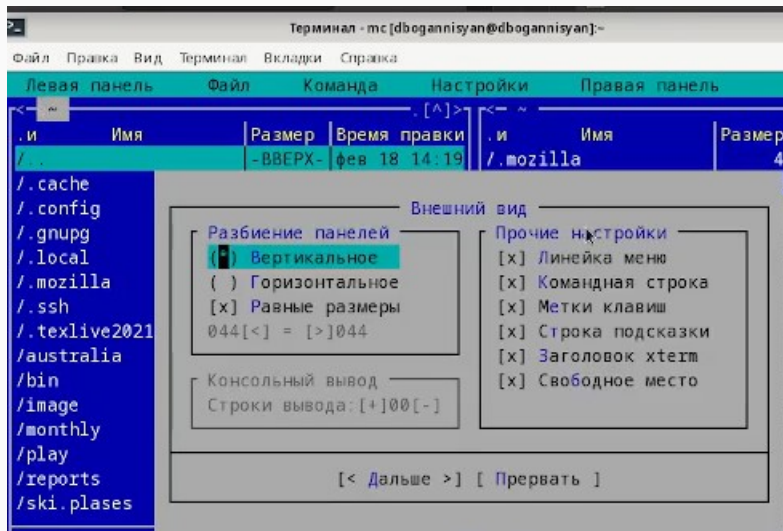 Терминал - mc [dbogannisyan@dbogannisyan]:~
Файл Правка Вид Терминал Вкладки Справка
Левая панель Файл Команда Настройки Правая панель
<- ~ .[^]> <- ~
.и Имя Размер Время правки .и Имя Размер
/.. -ВВЕРХ- фев 18 14:19 /.mozilla 4
/.cache
/.config
/.gnupg
/.local
/.mozilla
/.ssh
/.texlive2021
/australia
/bin
/image
/monthly
/play
/reports
/ski.plases
Внешний вид
Разбиение панелей
(*) Вертикальное
( ) Горизонтальное
[x] Равные размеры
044[<] = [>]044
Консольный вывод
Строки вывода:[+]00[-]
Прочие настройки
[x] Линейка меню
[x] Командная строка
[x] Метки клавиш
[x] Строка подсказки
[x] Заголовок xterm
[x] Свободное место
[< Дальше >] [ Прервать ]